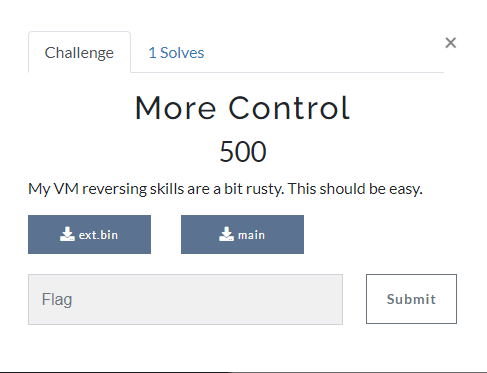 Challenge
1 Solves
×
More Control
500
My VM reversing skills are a bit rusty. This should be easy.
ext.bin
main
Flag
Submit